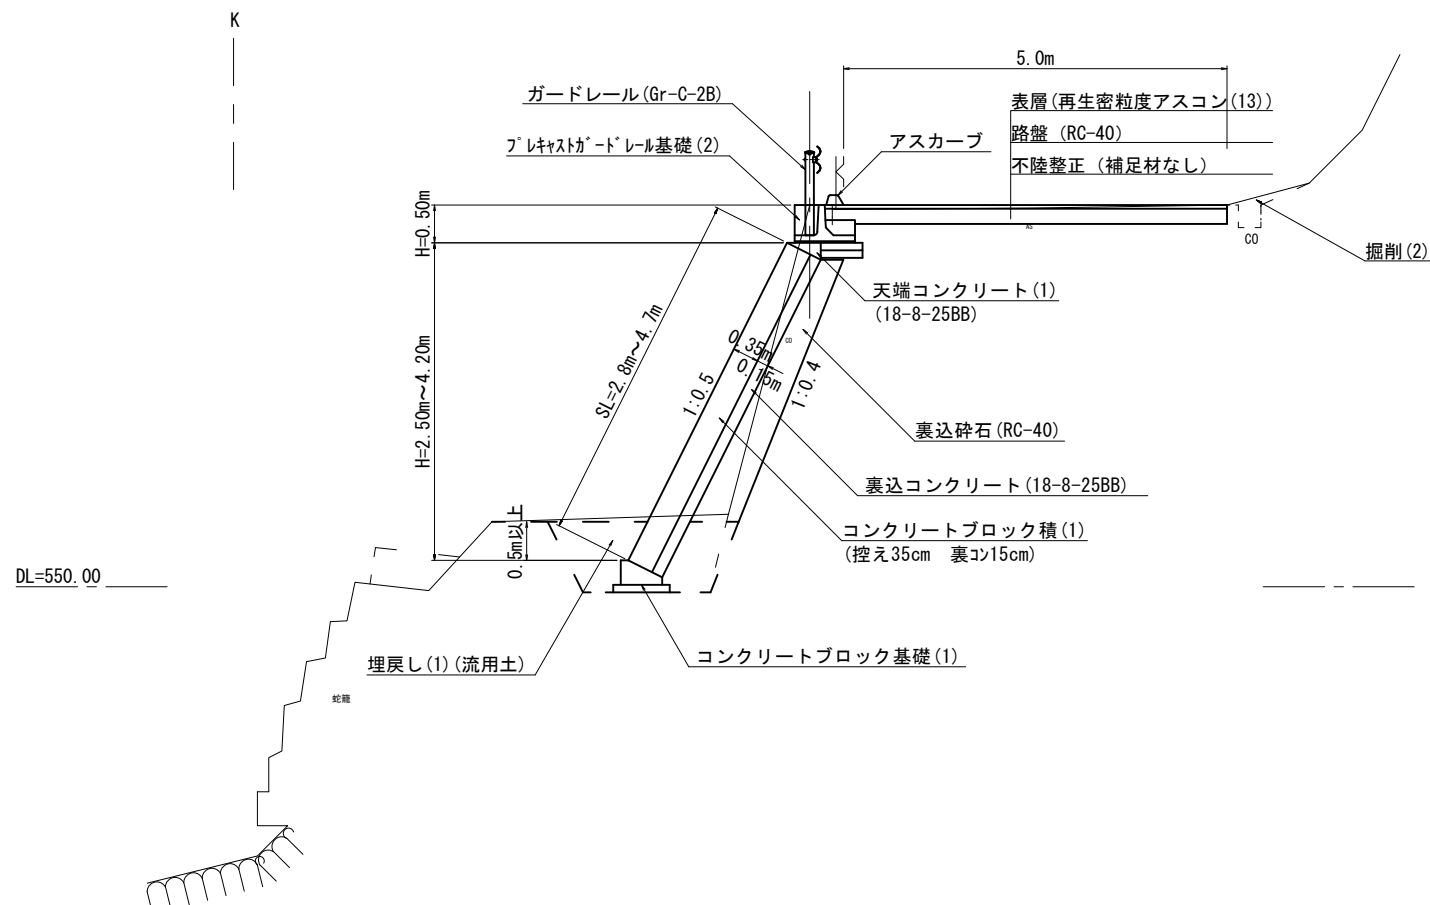 K
5.0m
ガードレール(Gr-C-2B)
表層(再生密粒度アスコン(13))
プレキャストガードレール基礎(2)
アスカーブ
路盤 (RC-40)
不陸整正 (補足材なし)
H=0.50m
AS
CO
掘削(2)
天端コンクリート(1)
(18-8-25BB)
SL=2.8m〜4.7m
H=2.50m〜4.20m
0.35m
0.15m
CO
1:0.5
1:0.4
裏込砕石(RC-40)
裏込コンクリート(18-8-25BB)
0.5m以上
コンクリートブロック積(1)
(控え35cm 裏コン15cm)
DL=550.00
埋戻し(1)(流用土)
コンクリートブロック基礎(1)
蛇籠